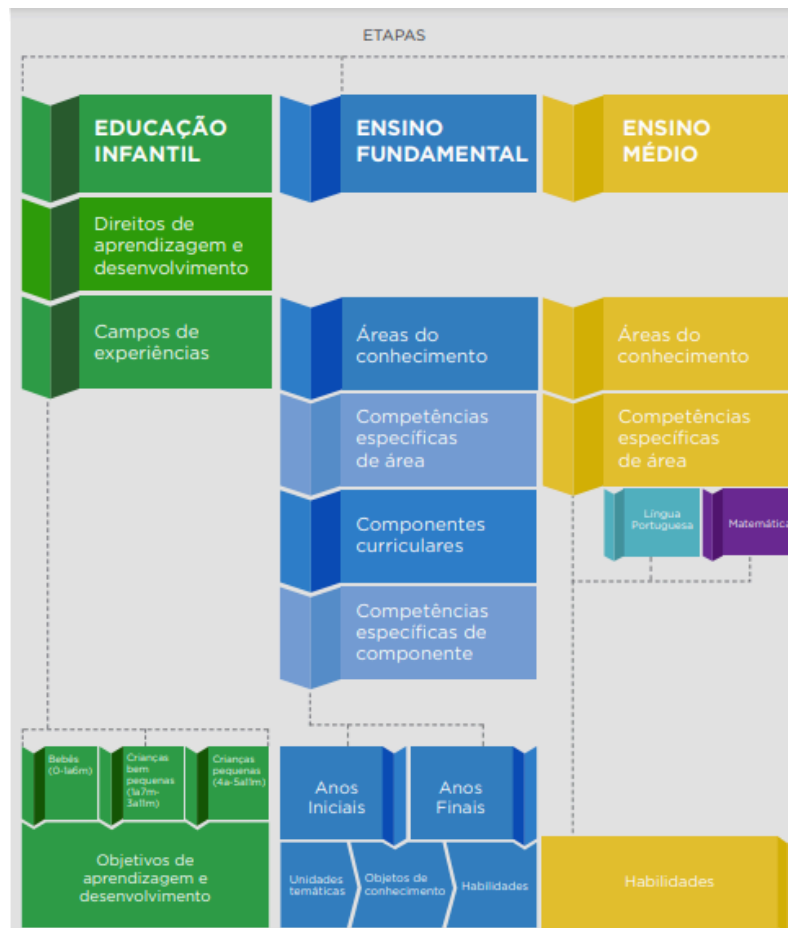 ETAPAS
EDUCAÇÃO
INFANTIL
ENSINO
FUNDAMENTAL
ENSINO
MÉDIO
Direitos de
aprendizagem e
desenvolvimento
Campos de
experiências
Áreas do
conhecimento
Áreas do
conhecimento
Competências
específicas
de área
Competências
específicas
de área
Língua
Portuguesa
Matemática
Componentes
curriculares
Competências
específicas de
componente
Bebês
(0-1a6m)
Crianças
bem
pequenas
(1a7m-
3a11m)
Crianças
pequenas
(4a-5a11m)
Anos
Iniciais
Anos
Finais
Objetivos de
aprendizagem e
desenvolvimento
Unidades
temáticas
Objetos de
conhecimento
Habilidades
Habilidades